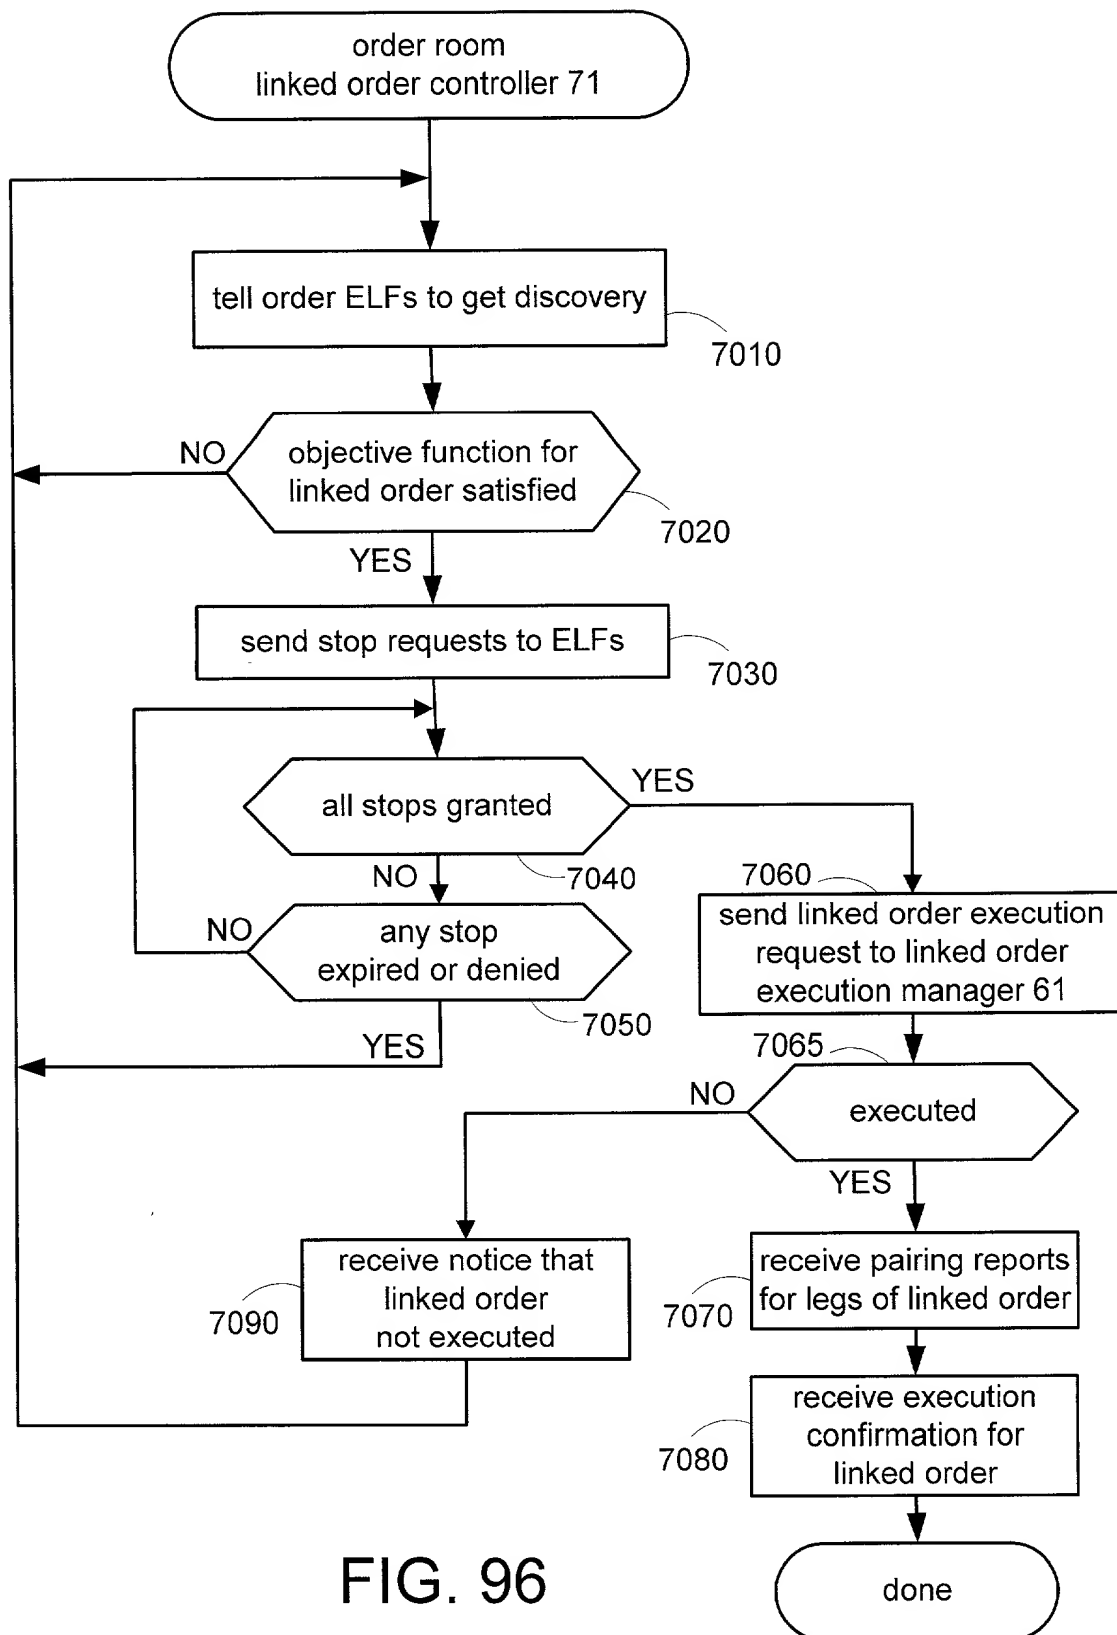 order room
linked order controller 71
tell order ELFs to get discovery
7010
NO
objective function for
linked order satisfied
7020
YES
send stop requests to ELFs
7030
all stops granted
YES
7040
NO
NO
any stop
expired or denied
7050
YES
7060
send linked order execution
request to linked order
execution manager 61
7065
NO
executed
YES
receive notice that
linked order
not executed
7090
receive pairing reports
for legs of linked order
7070
receive execution
confirmation for
linked order
7080
done
FIG. 96